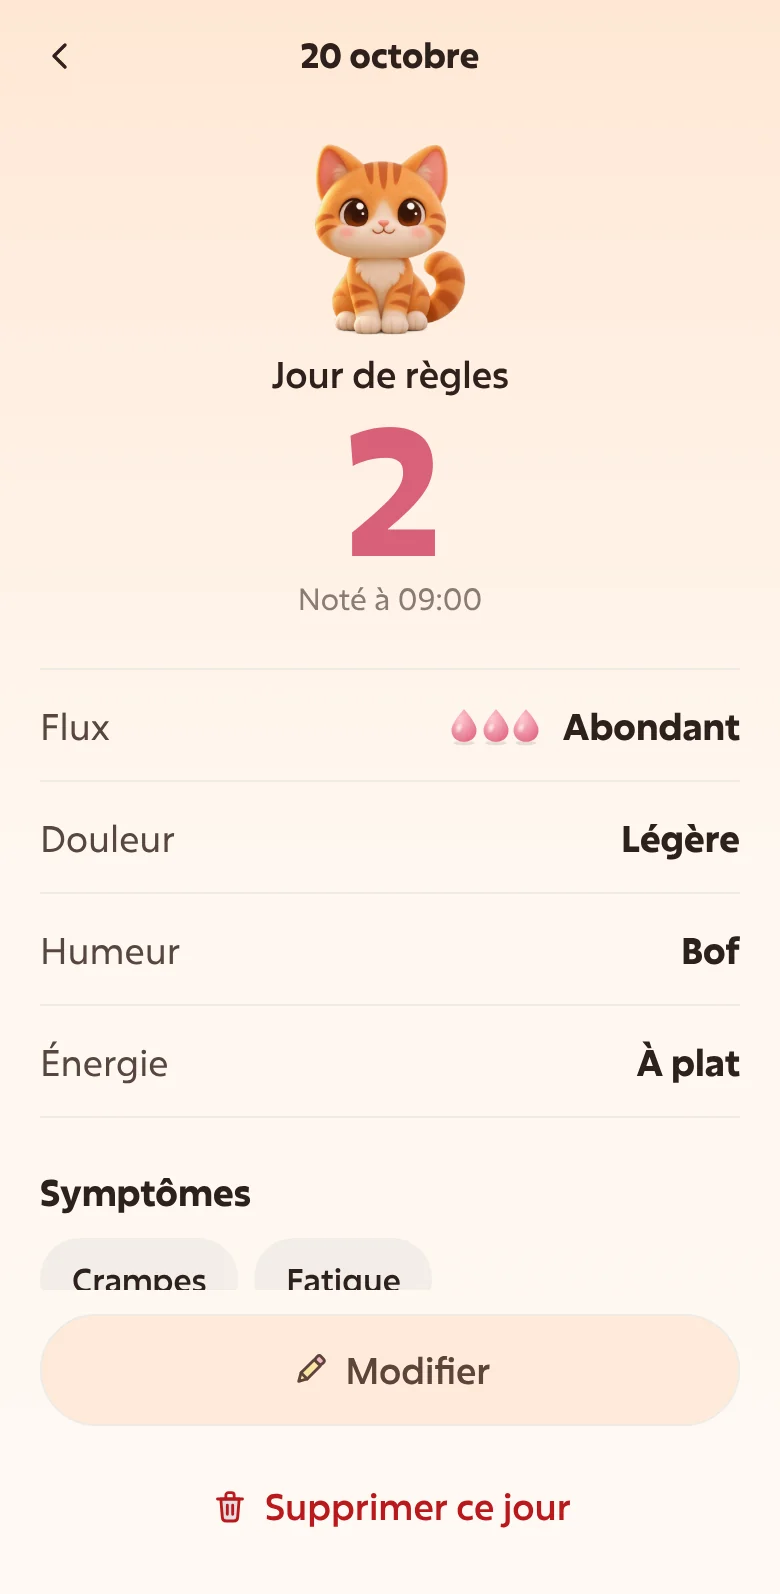 20 octobre
Jour de règles
2
Noté à 09:00
Flux Abondant
Douleur Légère
Humeur Bof
Énergie À plat
Symptômes
Crampes Fatigue
Modifier
Supprimer ce jour